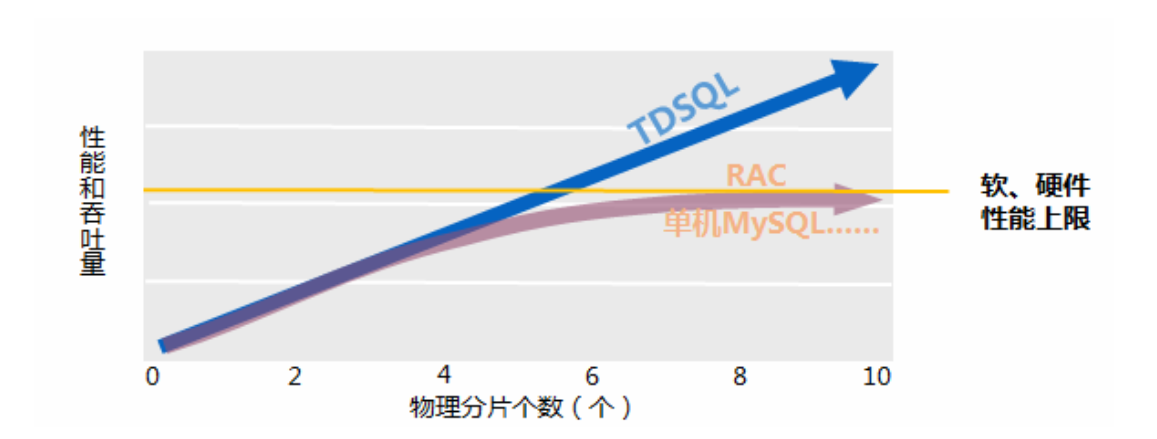 TDSQL
RAC
单机MySQL......
软、硬件
性能上限
性能和吞吐量
0 2 4 6 8 10
物理分片个数（个）